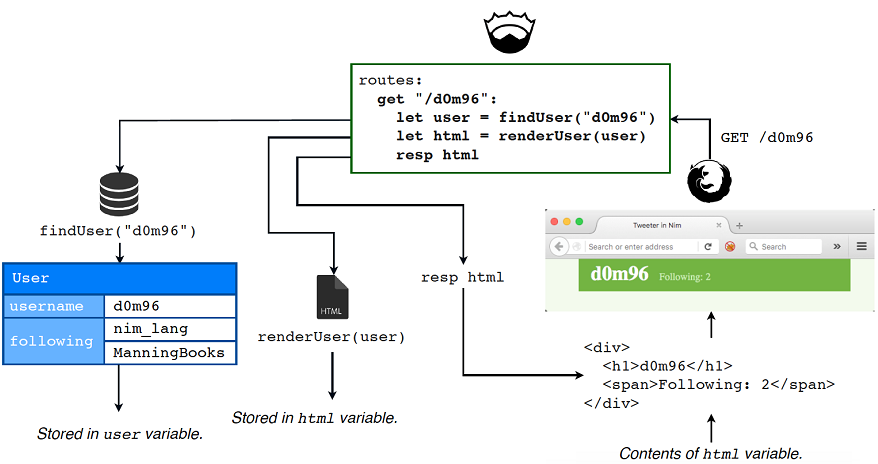 routes:
get "/d0m96":
let user = findUser("d0m96")
let html = renderUser(user)
resp html
GET /d0m96
findUser("d0m96")
User
username d0m96
following nim_lang
ManningBooks
Stored in user variable.
HTML
renderUser(user)
Stored in html variable.
resp html
Tweeter in Nim
Search or enter address
Search
d0m96 Following: 2
<div>
<h1>d0m96</h1>
<span>Following: 2</span>
</div>
Contents of html variable.